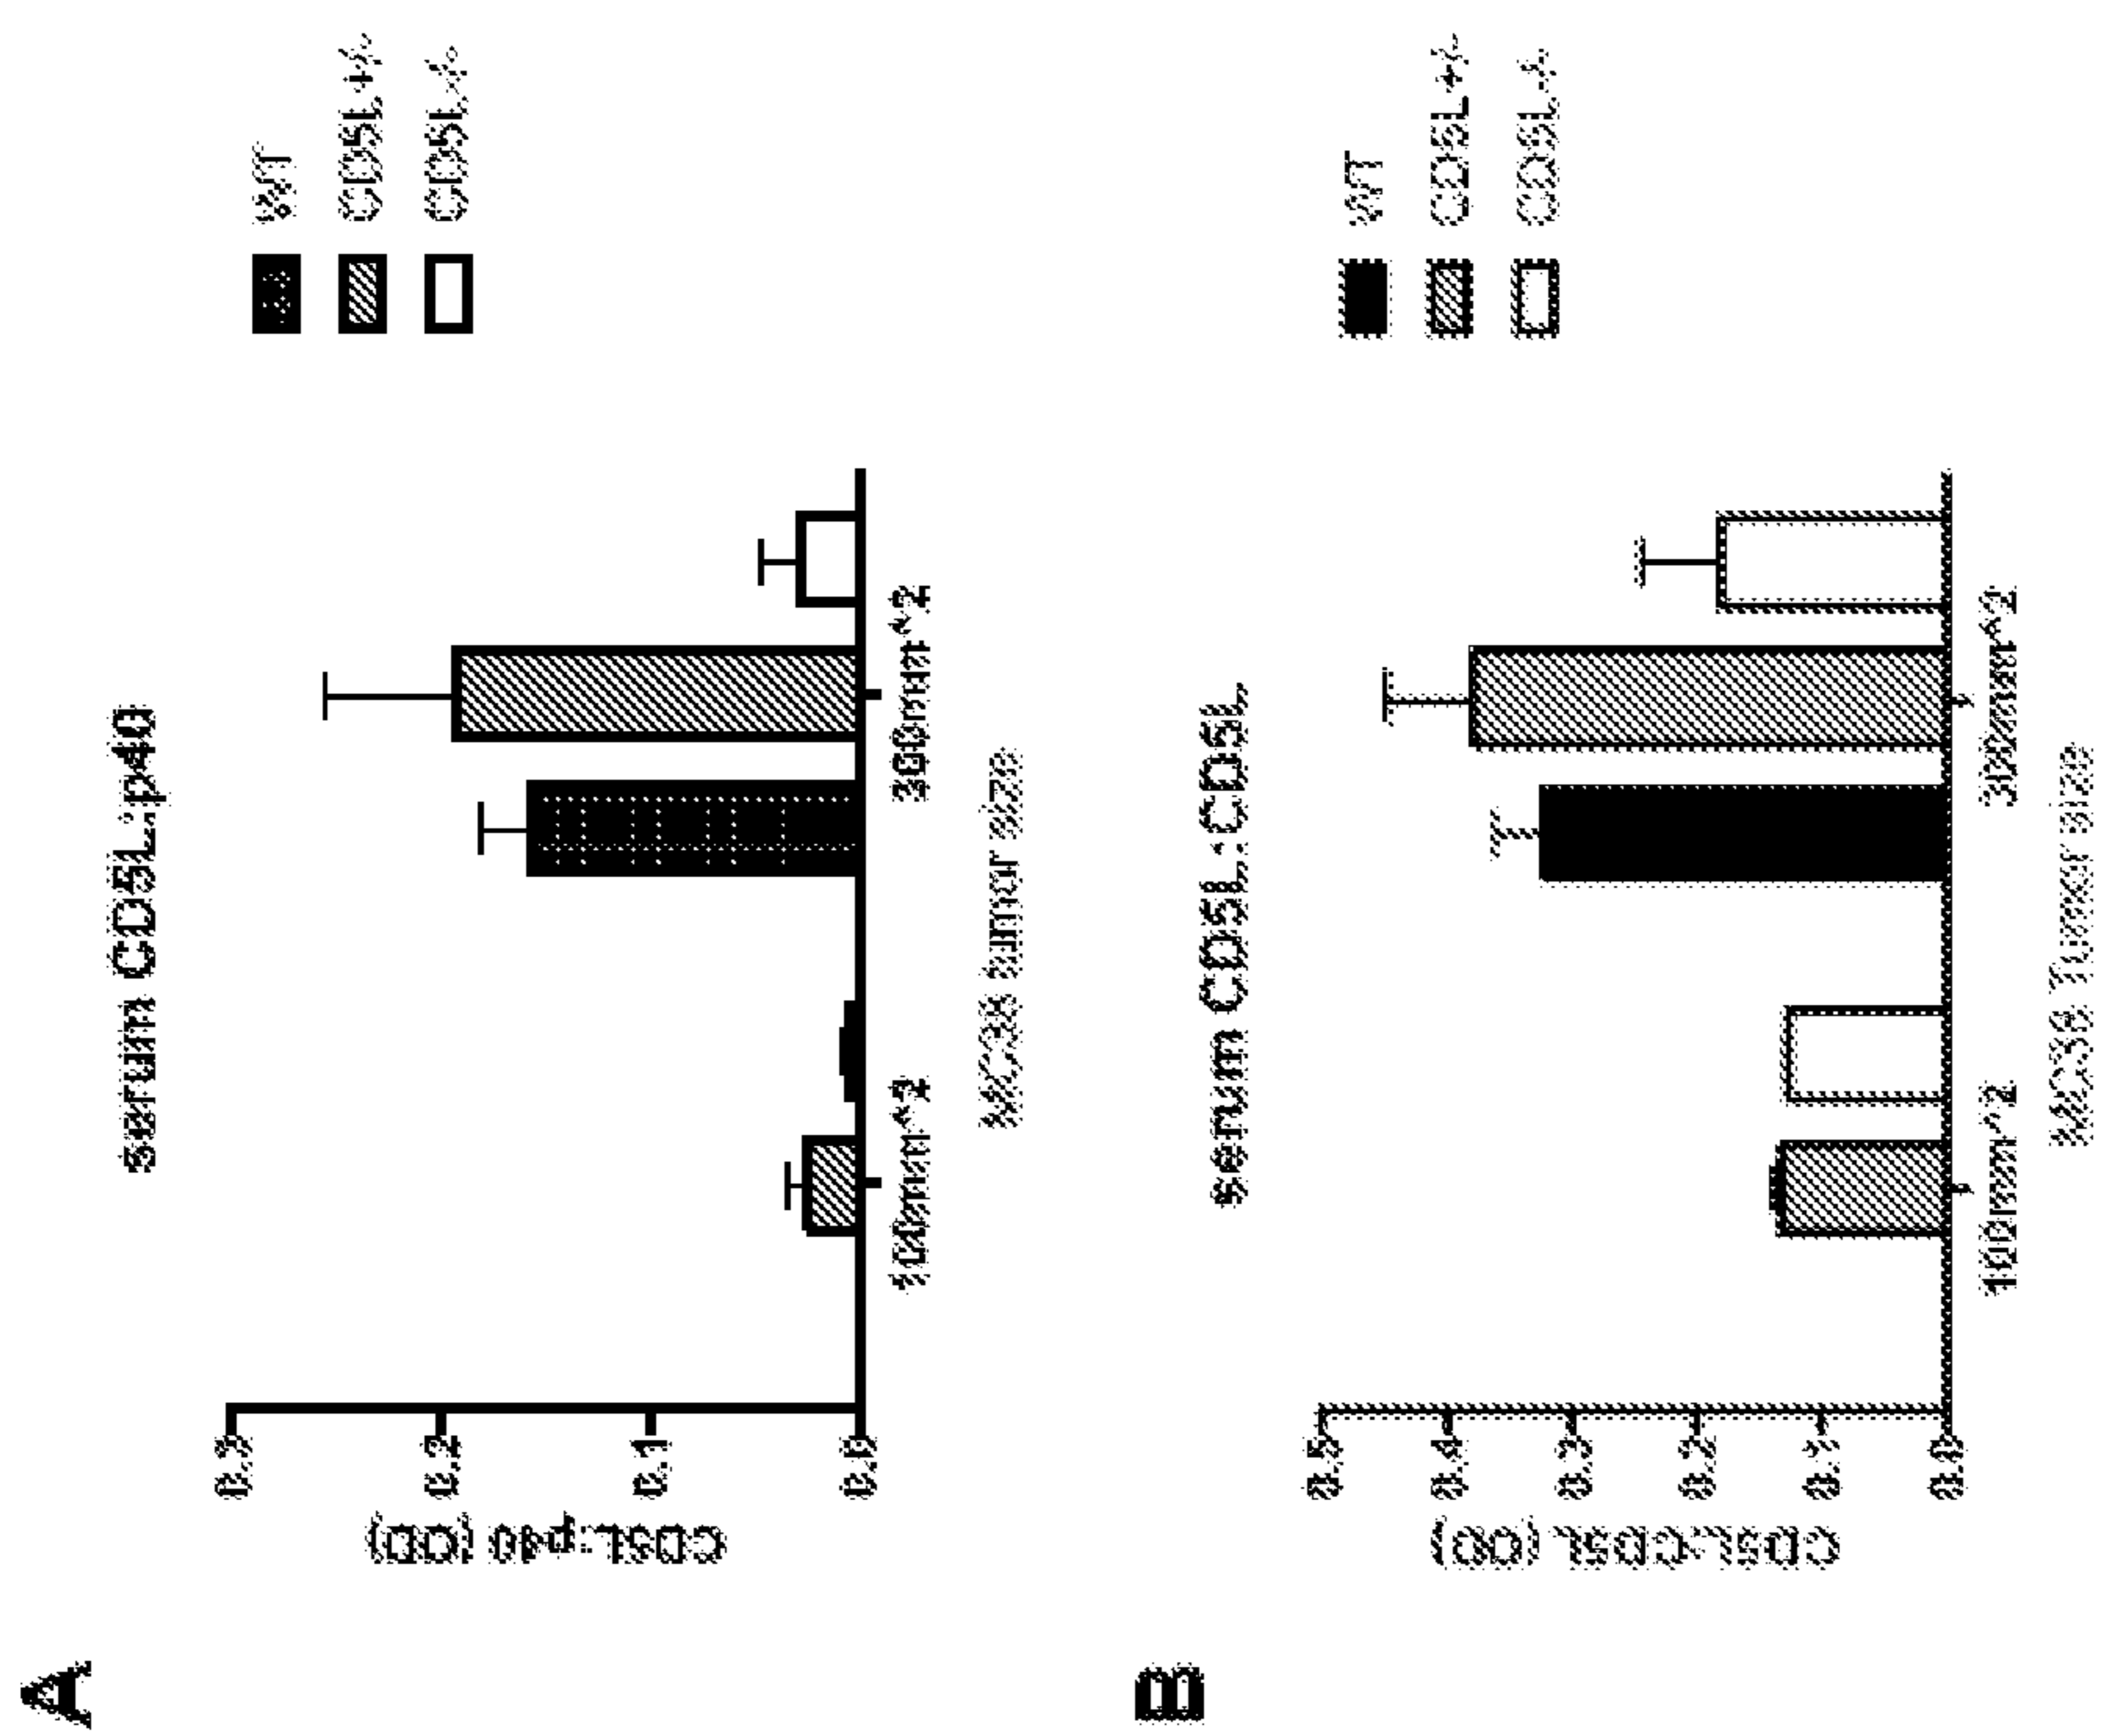 A
serum CD5L:p40
CD5L:p40 (OD)
0.3
0.2
0.1
0.0
100mm^2
300mm^2
MC38 tumor size
WT
CD5L+/-
CD5L-/-
B
serum CD5L:CD5L
CD5L:CD5L (OD)
0.5
0.4
0.3
0.2
0.1
0.0
100mm^2
300mm^2
MC38 Tumor size
WT
CD5L+/-
CD5L-/-